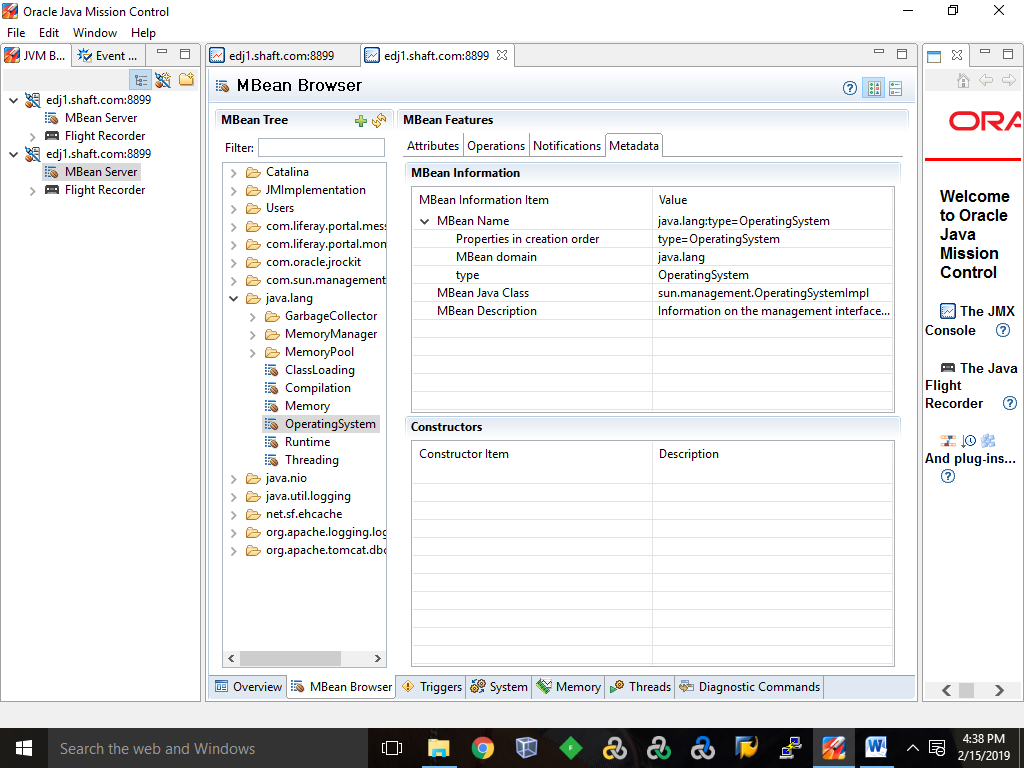 Oracle Java Mission Control
File Edit Window Help
JVM B... Event ...
edj1.shaft.com:8899
MBean Server
Flight Recorder
edj1.shaft.com:8899
MBean Server
Flight Recorder
edj1.shaft.com:8899 edj1.shaft.com:8899
MBean Browser
MBean Tree
Filter:
Catalina
JMImplementation
Users
com.liferay.portal.mess
com.liferay.portal.mon
com.oracle.jrockit
com.sun.management
java.lang
GarbageCollector
MemoryManager
MemoryPool
ClassLoading
Compilation
Memory
OperatingSystem
Runtime
Threading
java.nio
java.util.logging
net.sf.ehcache
org.apache.logging.log
org.apache.tomcat.dbc
MBean Features
Attributes Operations Notifications Metadata
MBean Information
MBean Information Item Value
MBean Name java.lang:type=OperatingSystem
Properties in creation order type=OperatingSystem
MBean domain java.lang
type OperatingSystem
MBean Java Class sun.management.OperatingSystemImpl
MBean Description Information on the management interface...
Constructors
Constructor Item Description
Overview MBean Browser Triggers System Memory Threads Diagnostic Commands
ORA
Welcome
to Oracle
Java
Mission
Control
The JMX
Console
The Java
Flight
Recorder
And plug-ins...
Search the web and Windows
4:38 PM
2/15/2019